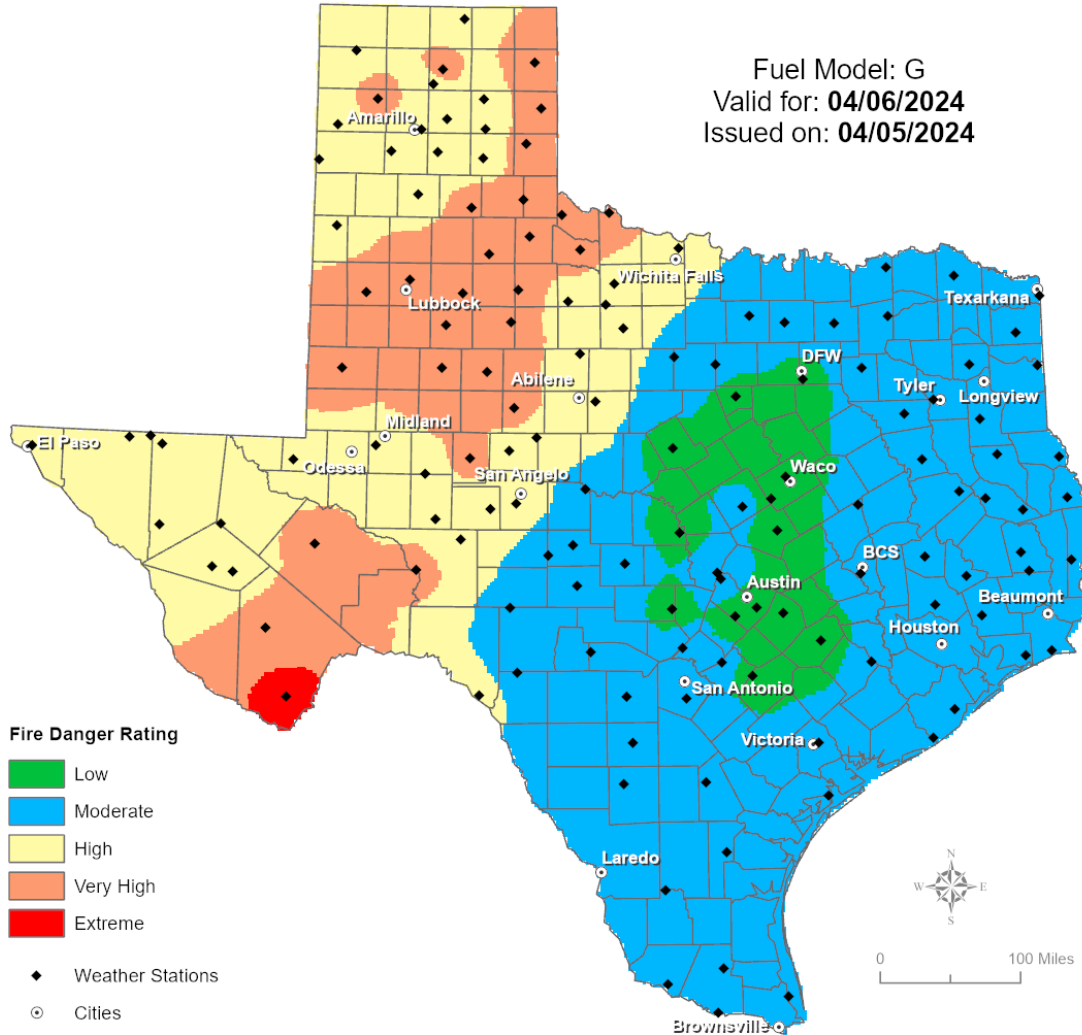 Fuel Model: G
Valid for: 04/06/2024
Issued on: 04/05/2024
Amarillo
Wichita Falls
Lubbock
Texarkana
DFW
Abilene
Tyler
Longview
Midland
El Paso
Odessa
San Angelo
Waco
BCS
Austin
Beaumont
Houston
San Antonio
Victoria
Laredo
Brownsville
Fire Danger Rating
Low
Moderate
High
Very High
Extreme
Weather Stations
Cities
N
W E
S
0 100 Miles